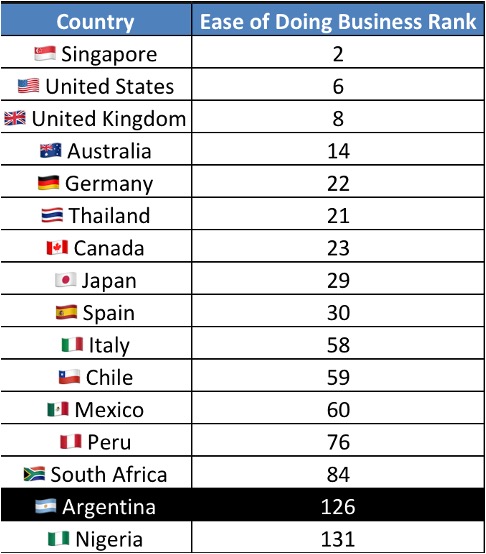 Country Ease of Doing Business Rank
Singapore 2
United States 6
United Kingdom 8
Australia 14
Germany 22
Thailand 21
Canada 23
Japan 29
Spain 30
Italy 58
Chile 59
Mexico 60
Peru 76
South Africa 84
Argentina 126
Nigeria 131